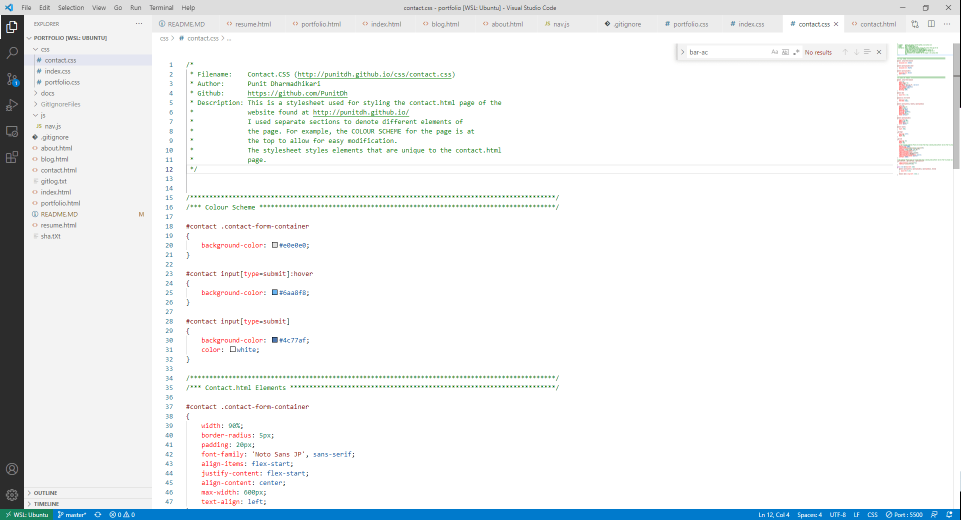 File Edit Selection View Go Run Terminal Help
contact.css - portfolio [WSL: Ubuntu] - Visual Studio Code
EXPLORER ···
PORTFOLIO [WSL: UBUNTU]
css
# contact.css
# index.css
# portfolio.css
docs
GitignoreFiles
js
JS nav.js
.gitignore
<> about.html
<> blog.html
<> contact.html
gitlog.txt
<> index.html
<> portfolio.html
README.MD M
<> resume.html
sha.tXt
OUTLINE
TIMELINE
1
README.MD <> resume.html <> portfolio.html <> index.html <> blog.html <> about.html JS nav.js .gitignore # portfolio.css # index.css # contact.css <> contact.html
css > # contact.css > ...
bar-ac Aa No results
1 /*
2 * Filename: Contact.CSS (http://punitdh.github.io/css/contact.css)
3 * Author: Punit Dharmadhikari
4 * Github: https://github.com/PunitDh
5 * Description: This is a stylesheet used for styling the contact.html page of the
6 * website found at http://punitdh.github.io/
7 * I used separate sections to denote different elements of
8 * the page. For example, the COLOUR SCHEME for the page is at
9 * the top to allow for easy modification.
10 * The stylesheet styles elements that are unique to the contact.html
11 * page.
12 */
13
14
15 /***********************************************************************************************/
16 /*** Colour Scheme *****************************************************************************/
17
18 #contact .contact-form-container
19 {
20 background-color: #e0e0e0;
21 }
22
23 #contact input[type=submit]:hover
24 {
25 background-color: #6aa8f8;
26 }
27
28 #contact input[type=submit]
29 {
30 background-color: #4c77af;
31 color: white;
32 }
33
34 /***********************************************************************************************/
35 /*** Contact.html Elements *********************************************************************/
36
37 #contact .contact-form-container
38 {
39 width: 90%;
40 border-radius: 5px;
41 padding: 20px;
42 font-family: 'Noto Sans JP', sans-serif;
43 align-items: flex-start;
44 justify-content: flex-start;
45 align-content: center;
46 max-width: 600px;
47 text-align: left;
WSL: Ubuntu master* 0 0 Ln 12, Col 4 Spaces: 4 UTF-8 LF CSS Port : 5500